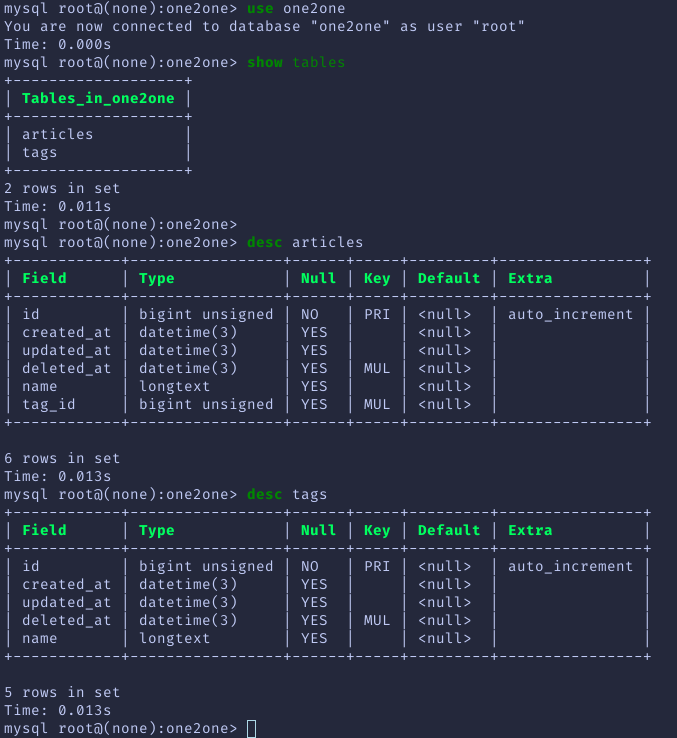 mysql root@(none):one2one> use one2one
You are now connected to database "one2one" as user "root"
Time: 0.000s
mysql root@(none):one2one> show tables
+-------------------+
| Tables_in_one2one |
+-------------------+
| articles          |
| tags              |
+-------------------+
2 rows in set
Time: 0.011s
mysql root@(none):one2one>
mysql root@(none):one2one> desc articles
+------------+-----------------+------+-----+---------+----------------+
| Field      | Type            | Null | Key | Default | Extra          |
+------------+-----------------+------+-----+---------+----------------+
| id         | bigint unsigned | NO   | PRI | <null>  | auto_increment |
| created_at | datetime(3)     | YES  |     | <null>  |                |
| updated_at | datetime(3)     | YES  |     | <null>  |                |
| deleted_at | datetime(3)     | YES  | MUL | <null>  |                |
| name       | longtext        | YES  |     | <null>  |                |
| tag_id     | bigint unsigned | YES  | MUL | <null>  |                |
+------------+-----------------+------+-----+---------+----------------+

6 rows in set
Time: 0.013s
mysql root@(none):one2one> desc tags
+------------+-----------------+------+-----+---------+----------------+
| Field      | Type            | Null | Key | Default | Extra          |
+------------+-----------------+------+-----+---------+----------------+
| id         | bigint unsigned | NO   | PRI | <null>  | auto_increment |
| created_at | datetime(3)     | YES  |     | <null>  |                |
| updated_at | datetime(3)     | YES  |     | <null>  |                |
| deleted_at | datetime(3)     | YES  | MUL | <null>  |                |
| name       | longtext        | YES  |     | <null>  |                |
+------------+-----------------+------+-----+---------+----------------+

5 rows in set
Time: 0.013s
mysql root@(none):one2one>